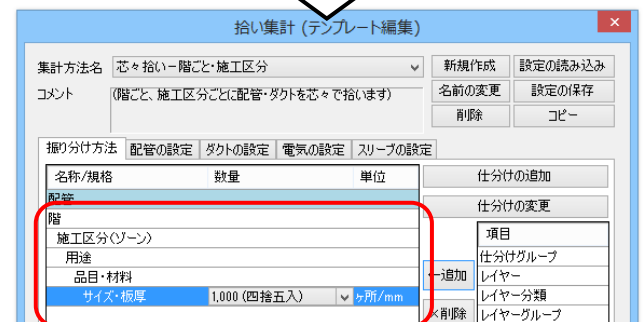 拾い集計 (テンプレート編集)
集計方法名 芯々拾い－階ごと・施工区分 新規作成 設定の読み込み
コメント (階ごと、施工区分ごとに配管・ダクトを芯々で拾います) 名前の変更 設定の保存
削除 コピー
振り分け方法 配管の設定 ダクトの設定 電気の設定 スリーブの設定
名称/規格 数量 単位 仕分けの追加
配管 仕分けの変更
階
施工区分(ゾーン) 項目
用途 仕分けグループ
品目・材料 ←追加 レイヤー
サイズ・板厚 1,000 (四捨五入) ヶ所/mm レイヤー分類
×削除 レイヤーグループ